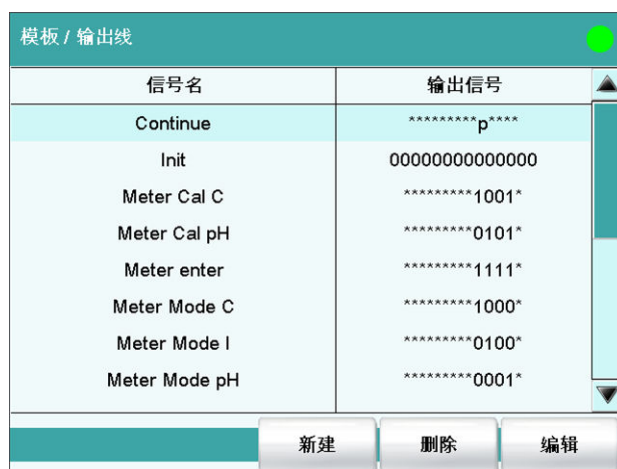 模板 / 输出线
信号名 输出信号
Continue *********p****
Init 00000000000000
Meter Cal C *********1001*
Meter Cal pH *********0101*
Meter enter *********1111*
Meter Mode C *********1000*
Meter Mode I *********0100*
Meter Mode pH *********0001*
新建 删除 编辑